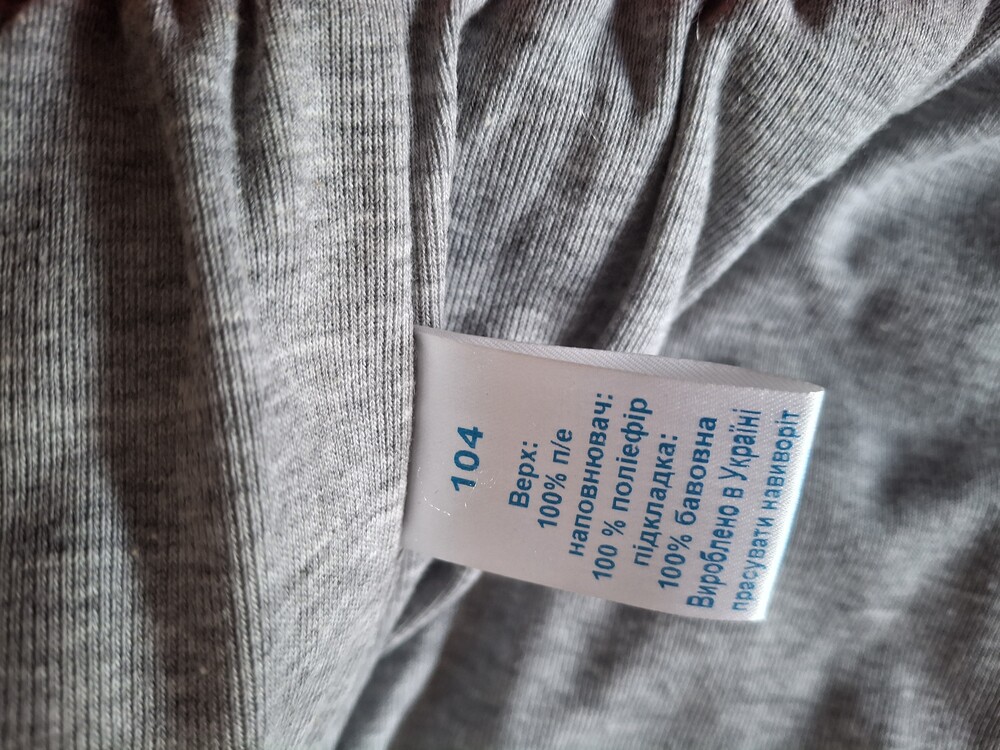 104
Верх:
100% п/е
наповнювач:
100 % поліефір
підкладка:
100% бавовна
Вироблено в Україні
прасувати навиворіт